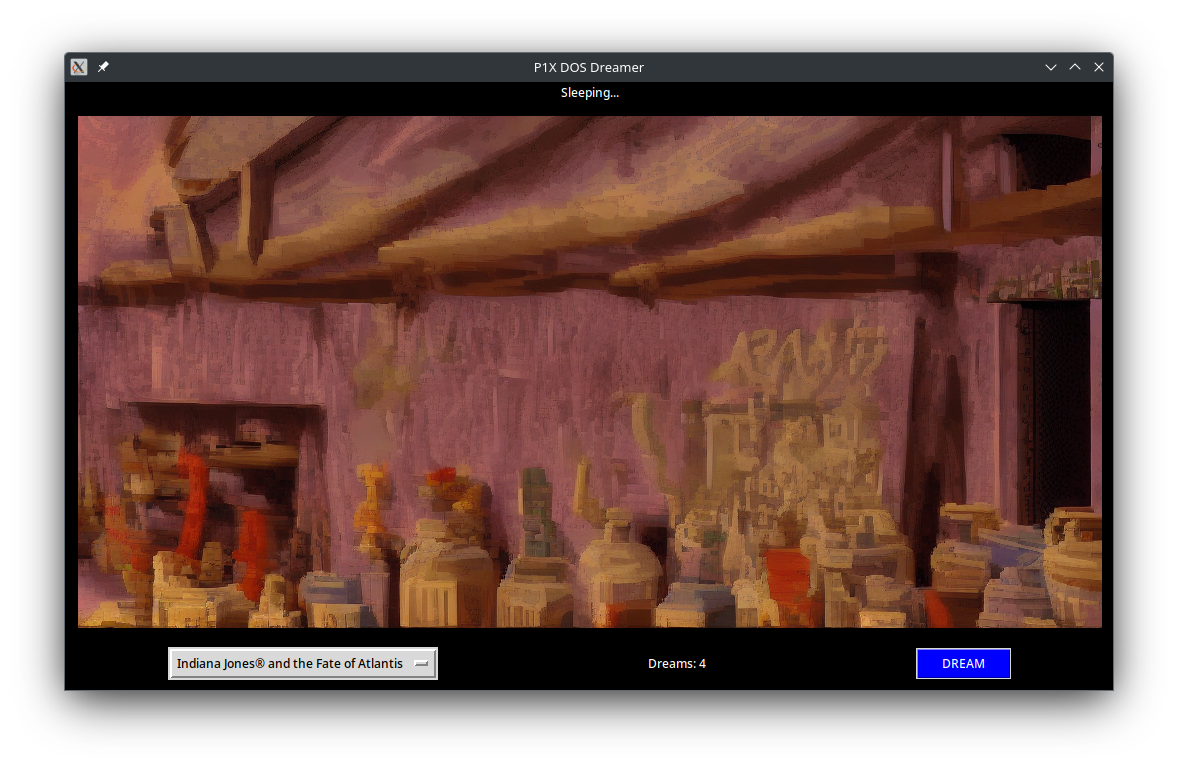 P1X DOS Dreamer
Sleeping...
Indiana Jones® and the Fate of Atlantis
Dreams: 4
DREAM